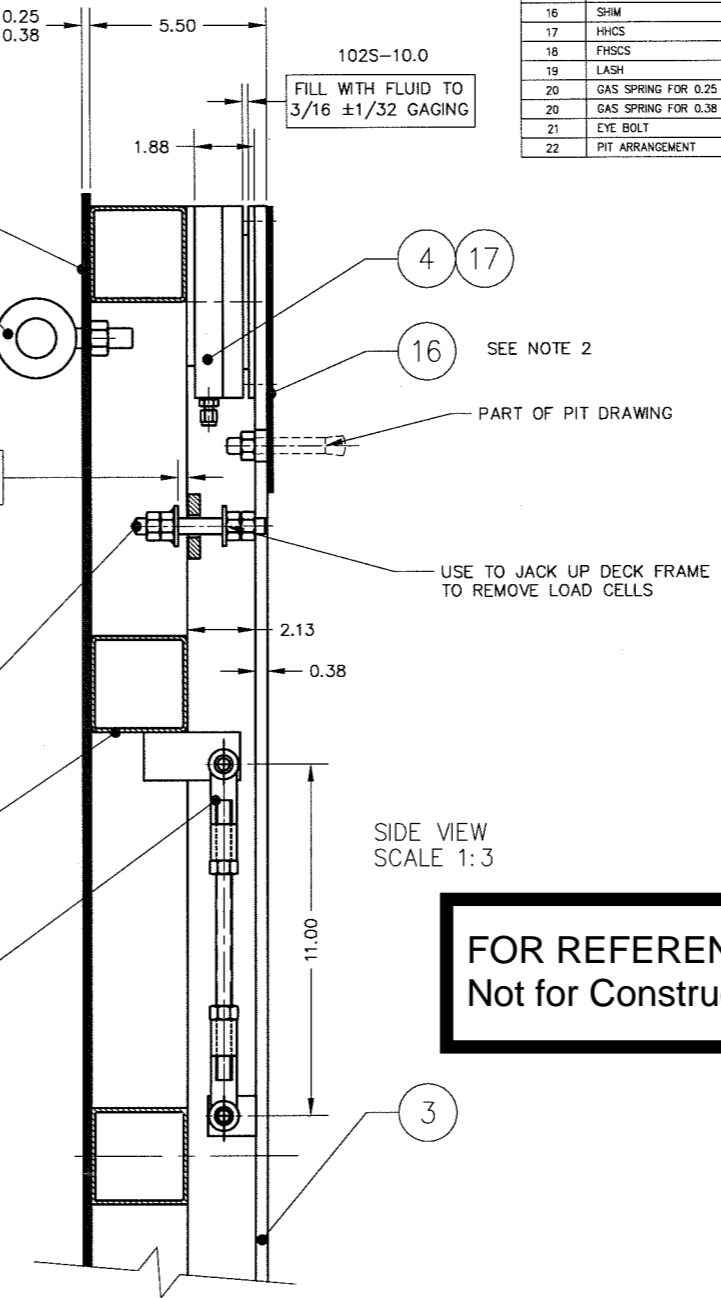 0.25
0.38
5.50
102S-10.0
FILL WITH FLUID TO
3/16 ±1/32 GAGING
1.88
16 SHIM
17 HHCS
18 FHSCS
19 LASH
20 GAS SPRING FOR 0.25
20 GAS SPRING FOR 0.38
21 EYE BOLT
22 PIT ARRANGEMENT
4 17
16 SEE NOTE 2
PART OF PIT DRAWING
USE TO JACK UP DECK FRAME
TO REMOVE LOAD CELLS
2.13
0.38
SIDE VIEW
SCALE 1:3
11.00
FOR REFEREN
Not for Constru
3